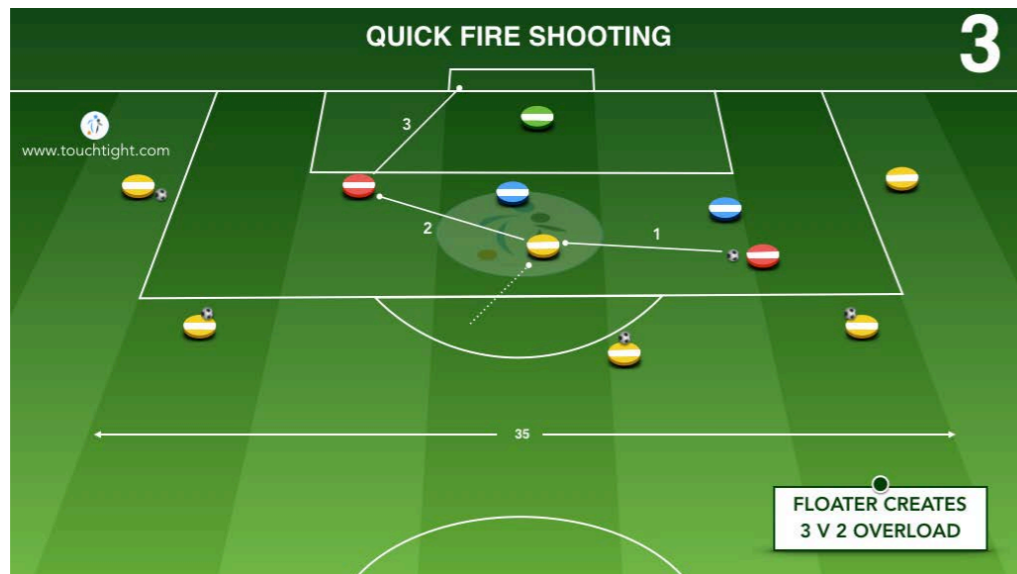 QUICK FIRE SHOOTING
3
www.touchtight.com
3
2
1
35
FLOATER CREATES
3 V 2 OVERLOAD